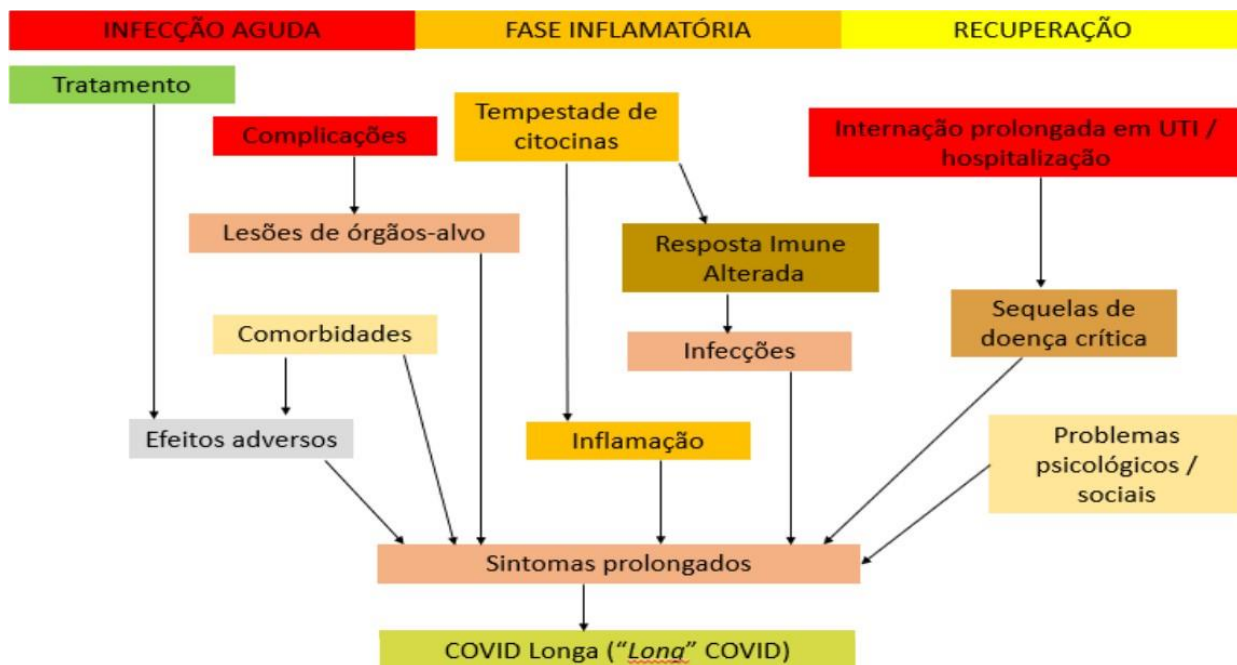 INFECÇÃO AGUDA
FASE INFLAMATÓRIA
RECUPERAÇÃO
Tratamento
Complicações
Tempestade de
citocinas
Internação prolongada em UTI /
hospitalização
Lesões de órgãos-alvo
Resposta Imune
Alterada
Comorbidades
Infecções
Sequelas de
doença crítica
Efeitos adversos
Inflamação
Problemas
psicológicos /
sociais
Sintomas prolongados
COVID Longa (“Long” COVID)